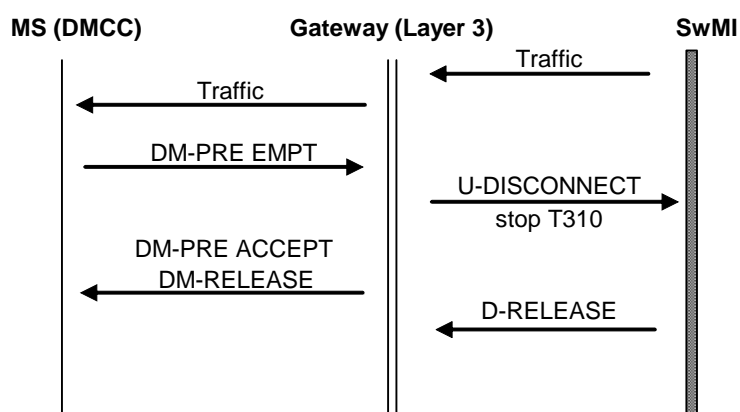 MS (DMCC) Gateway (Layer 3) SwMI
Traffic
Traffic
DM-PRE EMPT
U-DISCONNECT
stop T310
DM-PRE ACCEPT
DM-RELEASE
D-RELEASE